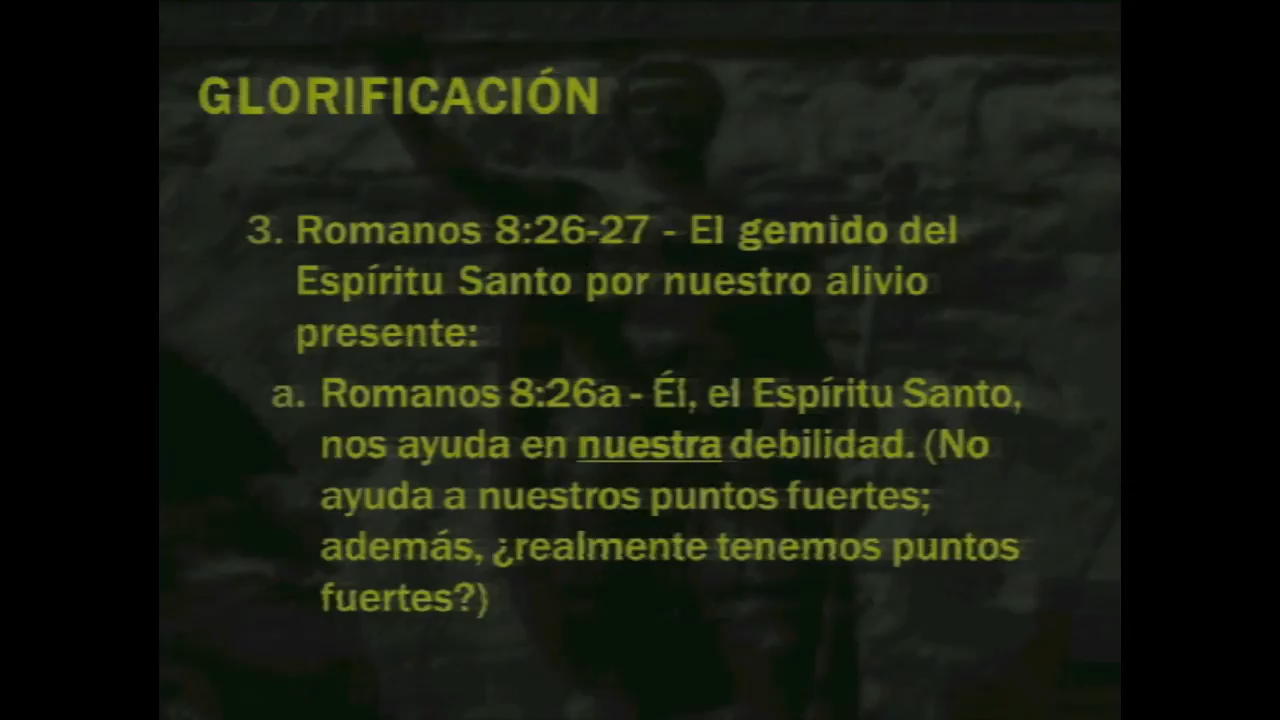 GLORIFICACIÓN
3. Romanos 8:26-27 - El gemido del
Espíritu Santo por nuestro alivio
presente:
a. Romanos 8:26a - Él, el Espíritu Santo,
nos ayuda en nuestra debilidad. (No
ayuda a nuestros puntos fuertes;
además, ¿realmente tenemos puntos
fuertes?)